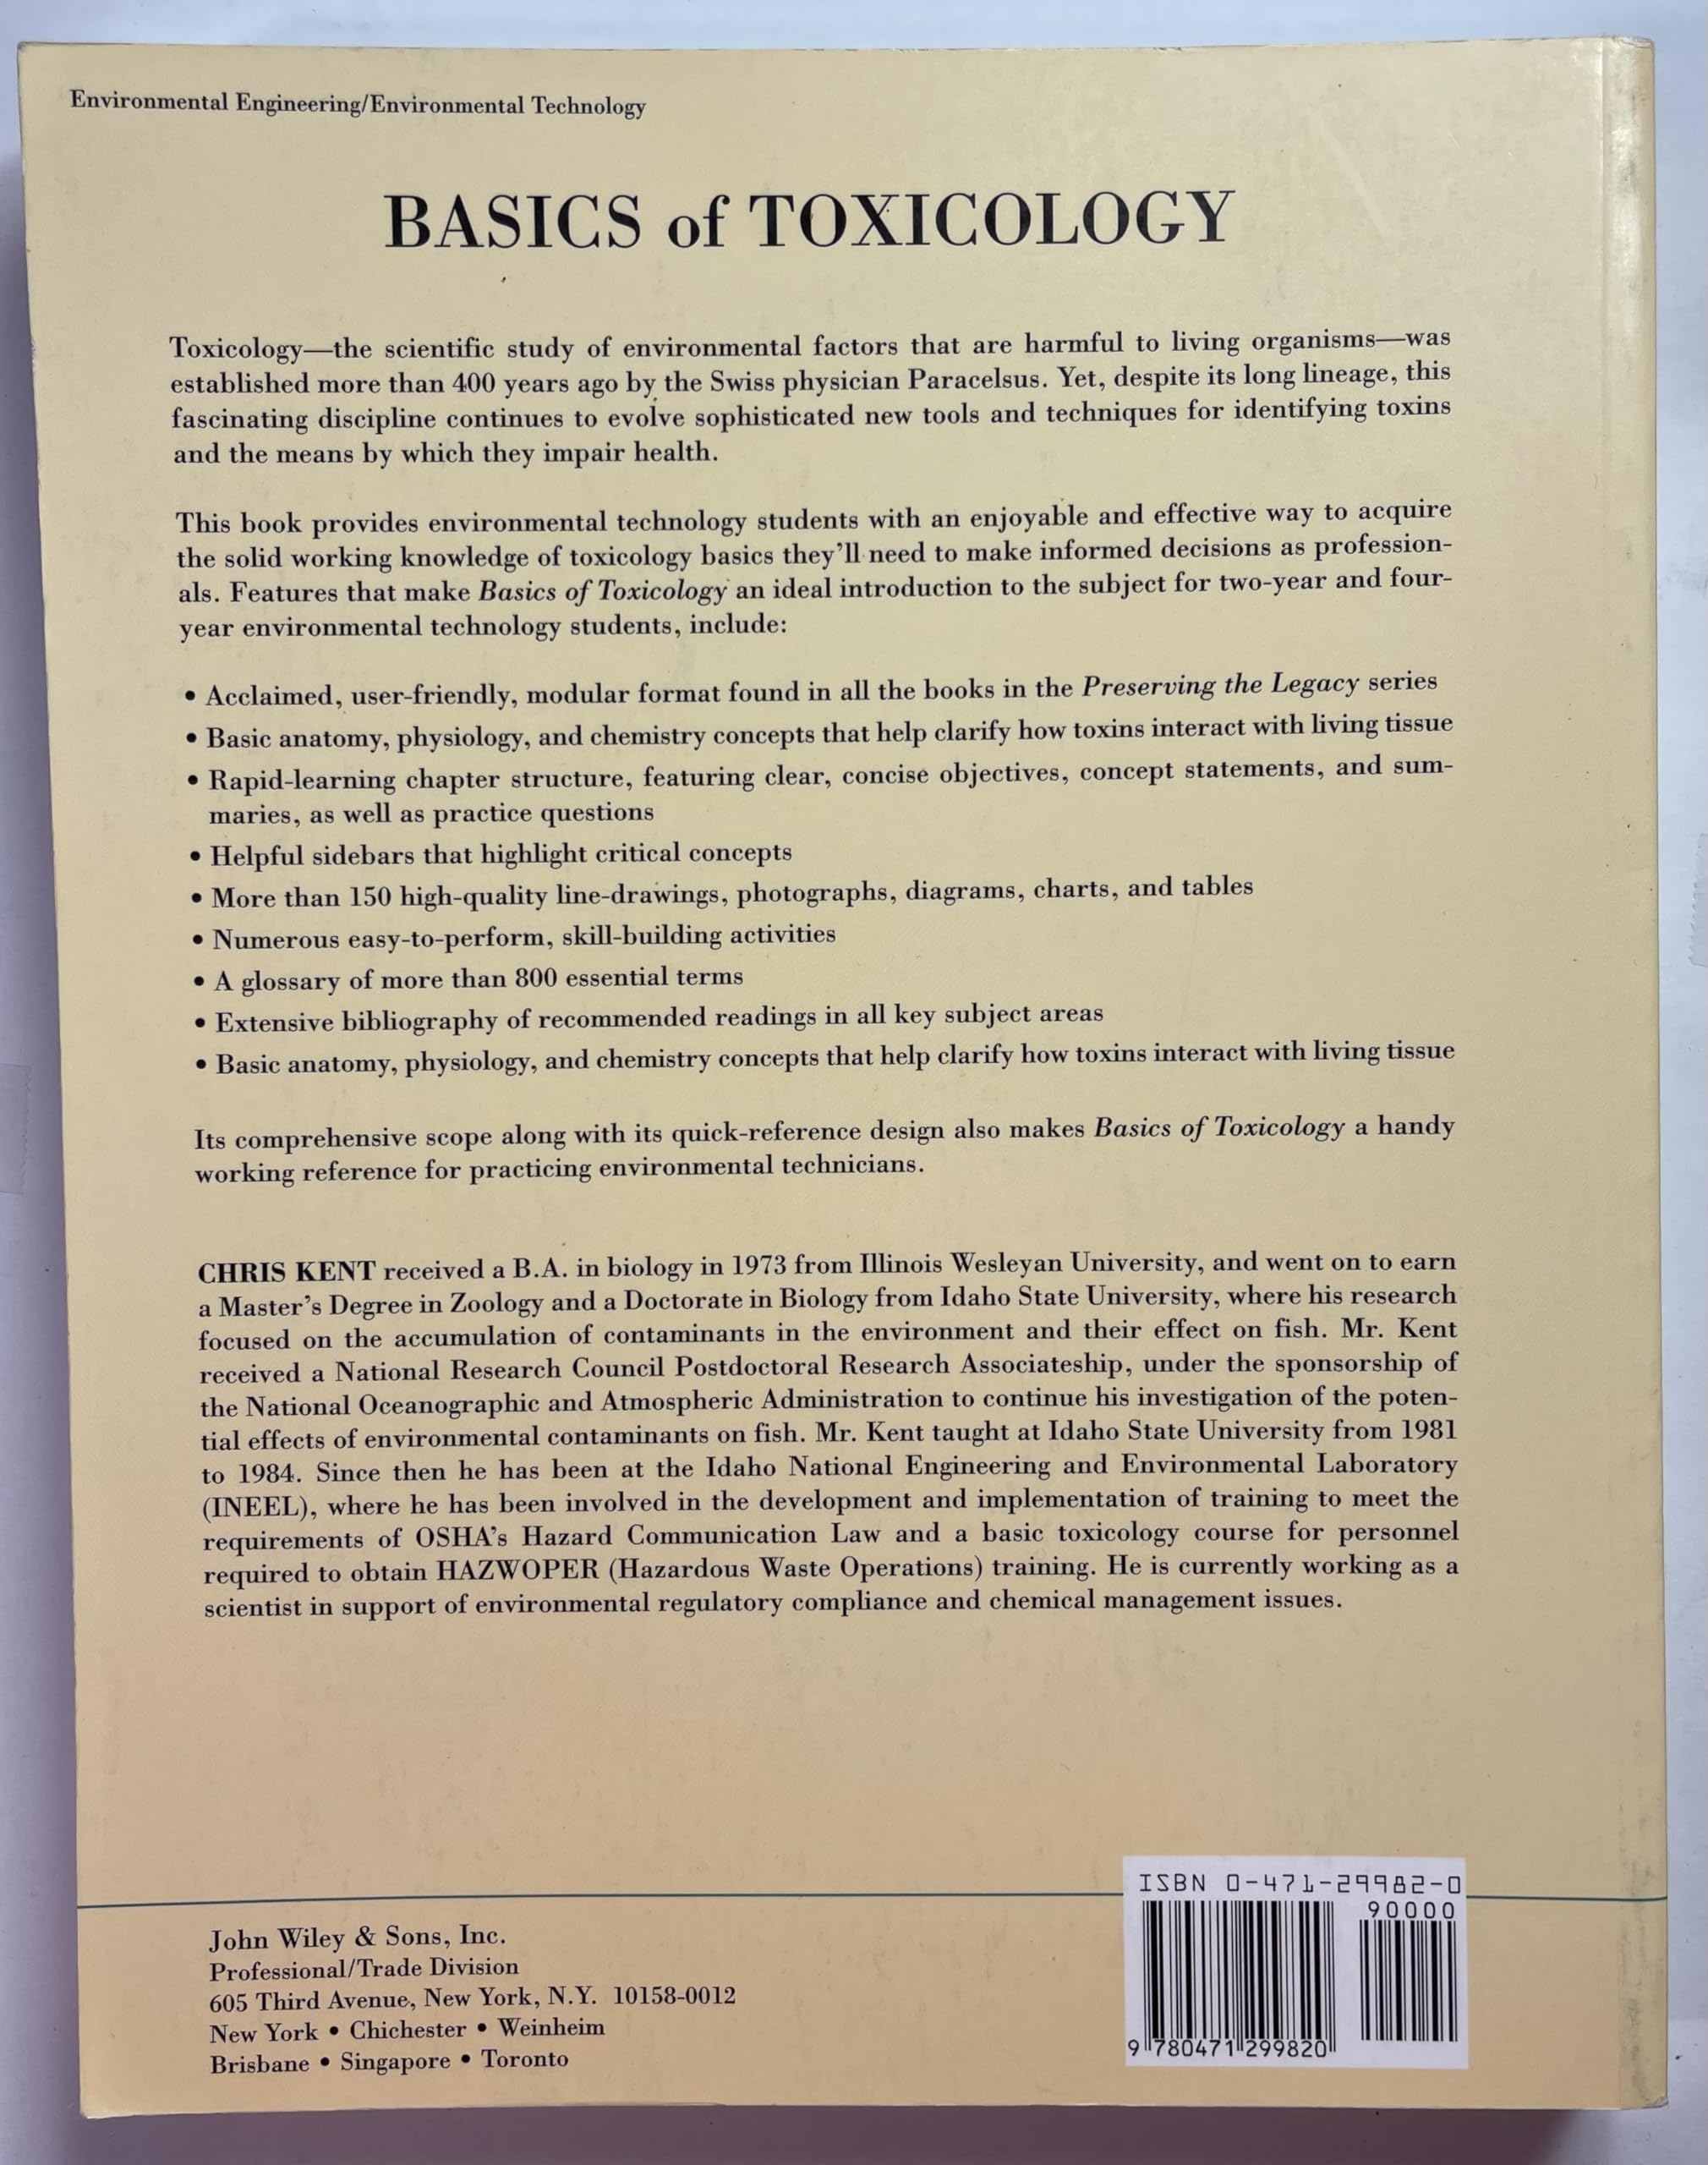 Environmental Engineering/Environmental Technology
BASICS of TOXICOLOGY
Toxicology—the scientific study of environmental factors that are harmful to living organisms—was
established more than 400 years ago by the Swiss physician Paracelsus. Yet, despite its long lineage, this
fascinating discipline continues to evolve sophisticated new tools and techniques for identifying toxins
and the means by which they impair health.
This book provides environmental technology students with an enjoyable and effective way to acquire
the solid working knowledge of toxicology basics they'll need to make informed decisions as profession-
als. Features that make Basics of Toxicology an ideal introduction to the subject for two-year and four-
year environmental technology students, include:
• Acclaimed, user-friendly, modular format found in all the books in the Preserving the Legacy series
• Basic anatomy, physiology, and chemistry concepts that help clarify how toxins interact with living tissue
• Rapid-learning chapter structure, featuring clear, concise objectives, concept statements, and sum-
maries, as well as practice questions
• Helpful sidebars that highlight critical concepts
• More than 150 high-quality line-drawings, photographs, diagrams, charts, and tables
• Numerous easy-to-perform, skill-building activities
• A glossary of more than 800 essential terms
• Extensive bibliography of recommended readings in all key subject areas
• Basic anatomy, physiology, and chemistry concepts that help clarify how toxins interact with living tissue
Its comprehensive scope along with its quick-reference design also makes Basics of Toxicology a handy
working reference for practicing environmental technicians.
CHRIS KENT received a B.A. in biology in 1973 from Illinois Wesleyan University, and went on to earn
a Master's Degree in Zoology and a Doctorate in Biology from Idaho State University, where his research
focused on the accumulation of contaminants in the environment and their effect on fish. Mr. Kent
received a National Research Council Postdoctoral Research Associateship, under the sponsorship of
the National Oceanographic and Atmospheric Administration to continue his investigation of the poten-
tial effects of environmental contaminants on fish. Mr. Kent taught at Idaho State University from 1981
to 1984. Since then he has been at the Idaho National Engineering and Environmental Laboratory
(INEEL), where he has been involved in the development and implementation of training to meet the
requirements of OSHA's Hazard Communication Law and a basic toxicology course for personnel
required to obtain HAZWOPER (Hazardous Waste Operations) training. He is currently working as a
scientist in support of environmental regulatory compliance and chemical management issues.
John Wiley & Sons, Inc.
Professional/Trade Division
605 Third Avenue, New York, N.Y. 10158-0012
New York • Chichester • Weinheim
Brisbane • Singapore • Toronto
ISBN 0-471-29982-0
90000
9 780471 299820